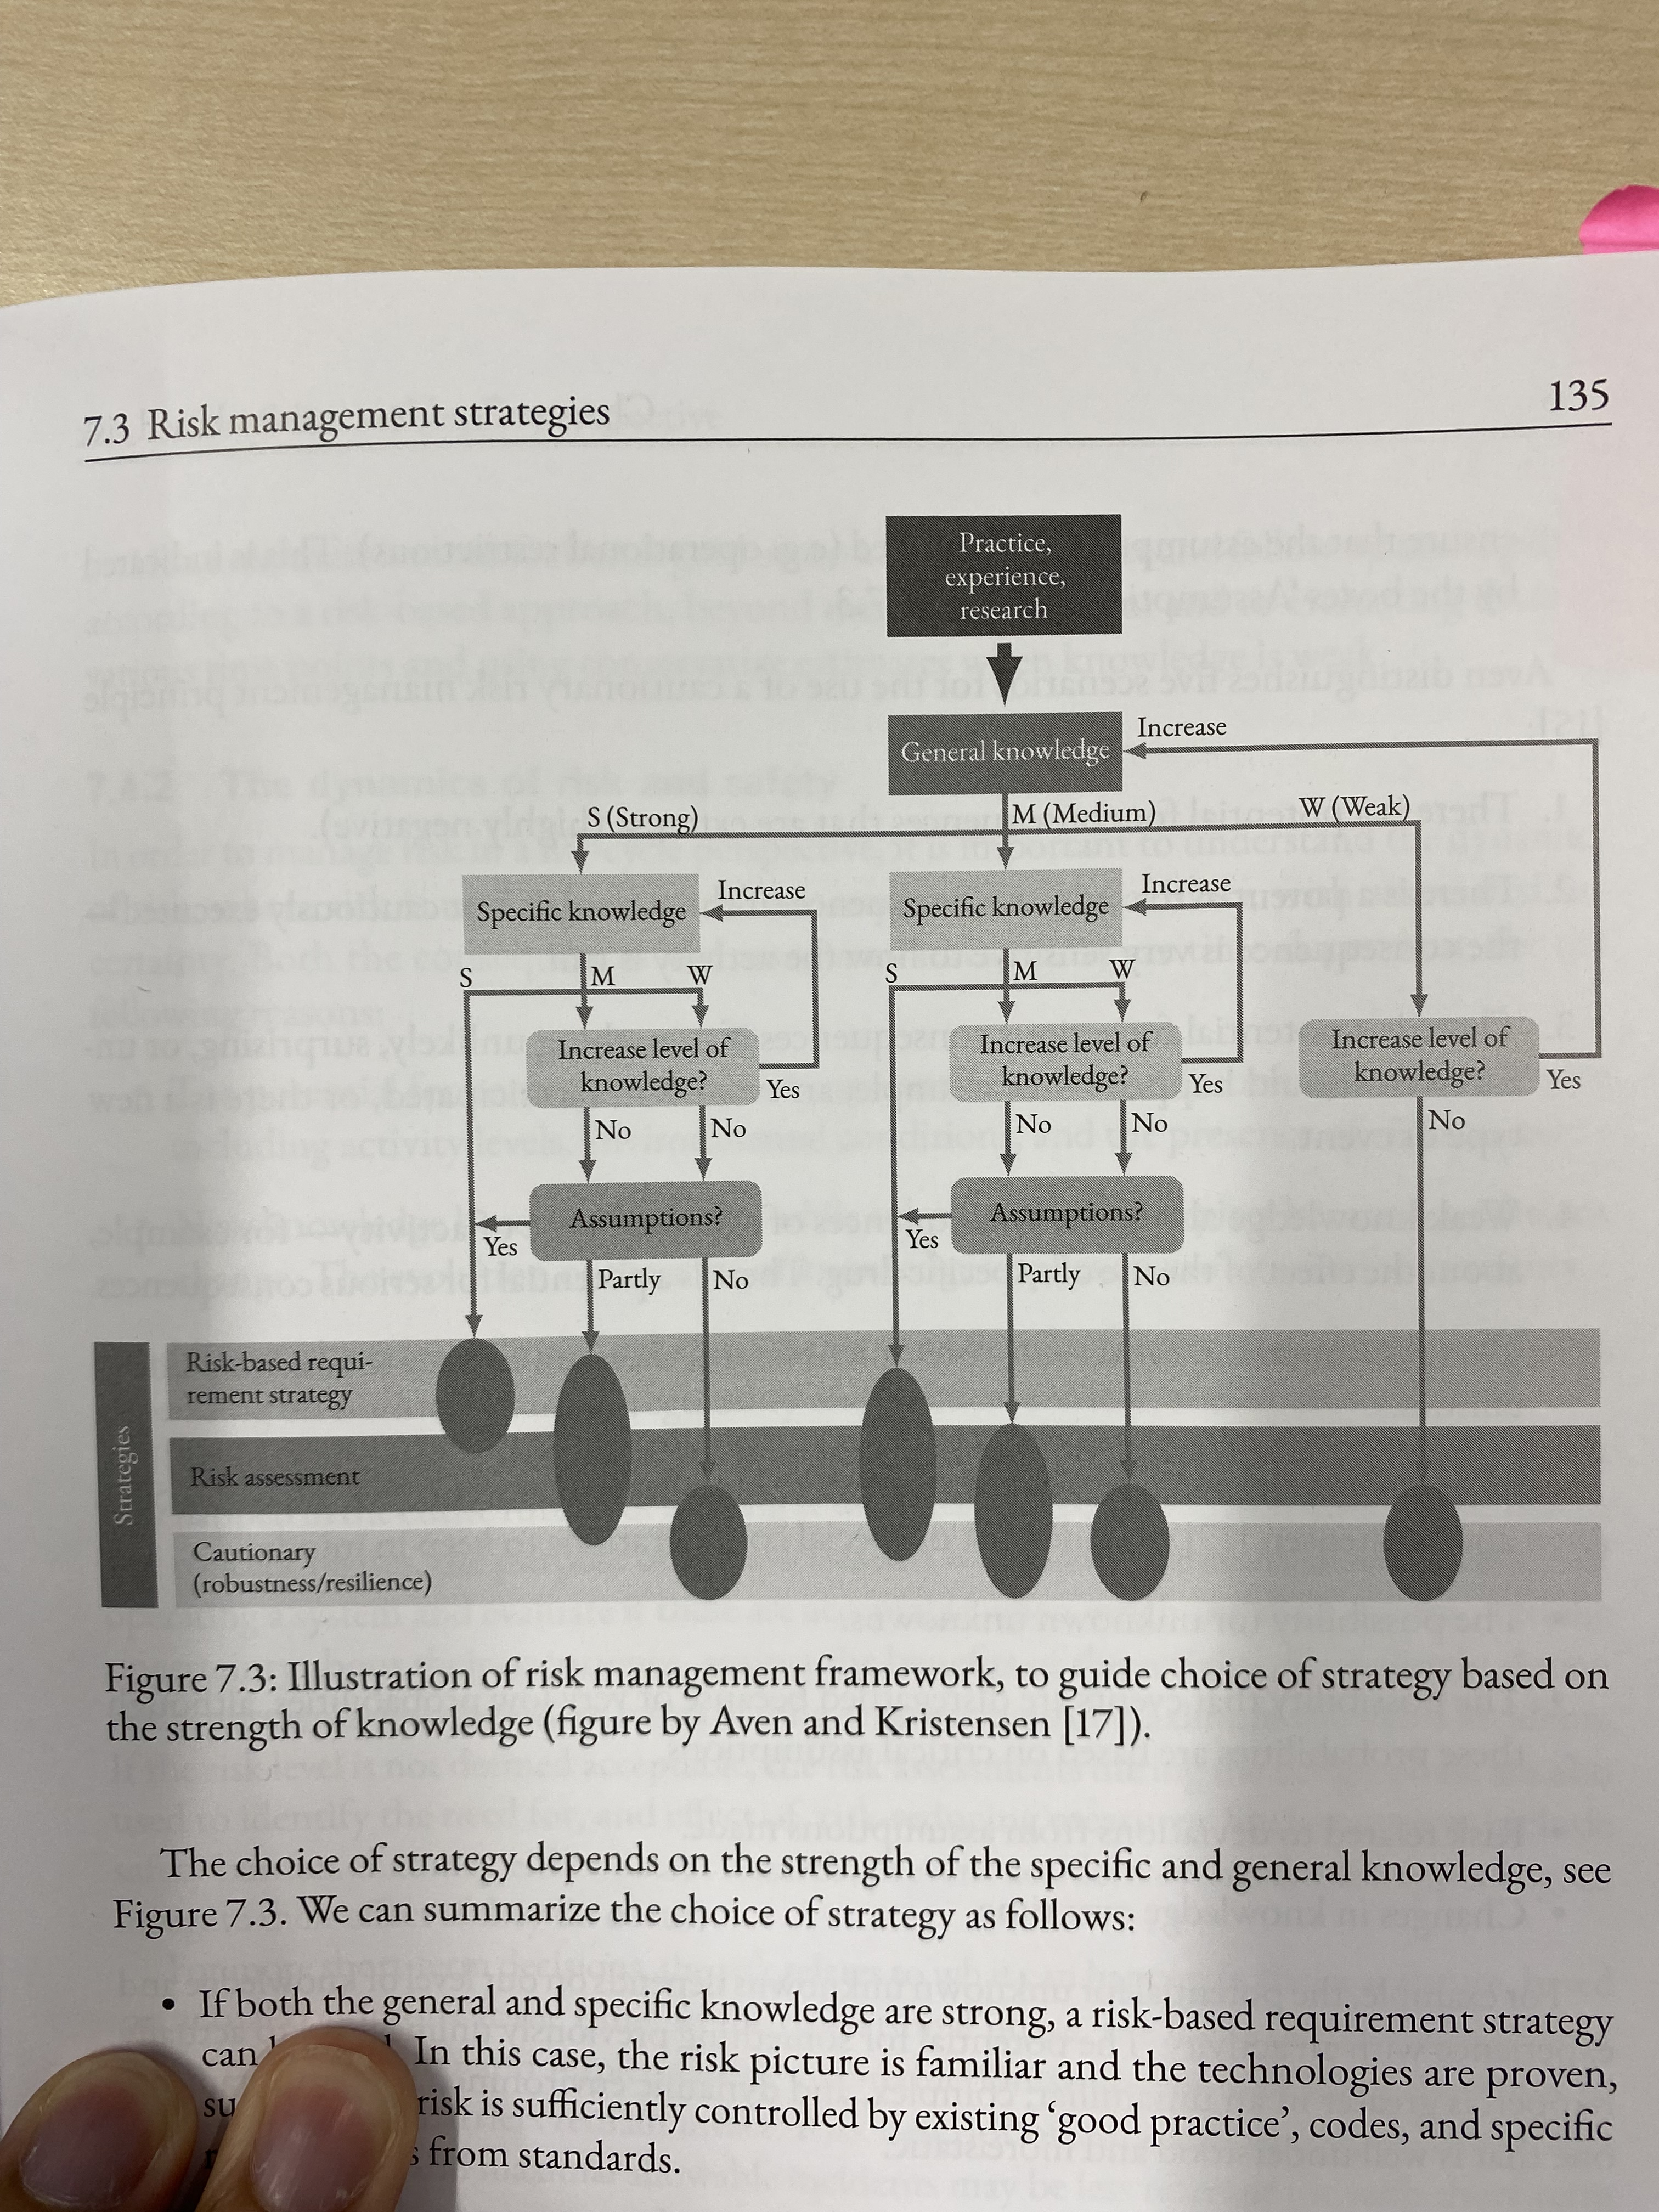 7.3 Risk management strategies
135
Practice,
experience,
research
General knowledge
Increase
S (Strong)
M (Medium)
W (Weak)
Specific knowledge
Increase
Specific knowledge
Increase
S
M
W
S
M
W
Increase level of
knowledge?
Yes
Increase level of
knowledge?
Yes
Increase level of
knowledge?
Yes
No
No
No
No
No
Assumptions?
Yes
Assumptions?
Yes
Partly
No
Partly
No
Strategies
Risk-based requi-
rement strategy
Risk assessment
Cautionary
(robustness/resilience)
Figure 7.3: Illustration of risk management framework, to guide choice of strategy based on
the strength of knowledge (figure by Aven and Kristensen [17]).
The choice of strategy depends on the strength of the specific and general knowledge, see
Figure 7.3. We can summarize the choice of strategy as follows:
• If both the general and specific knowledge are strong, a risk-based requirement strategy
can In this case, the risk picture is familiar and the technologies are proven,
risk is sufficiently controlled by existing ‘good practice’, codes, and specific
from standards.